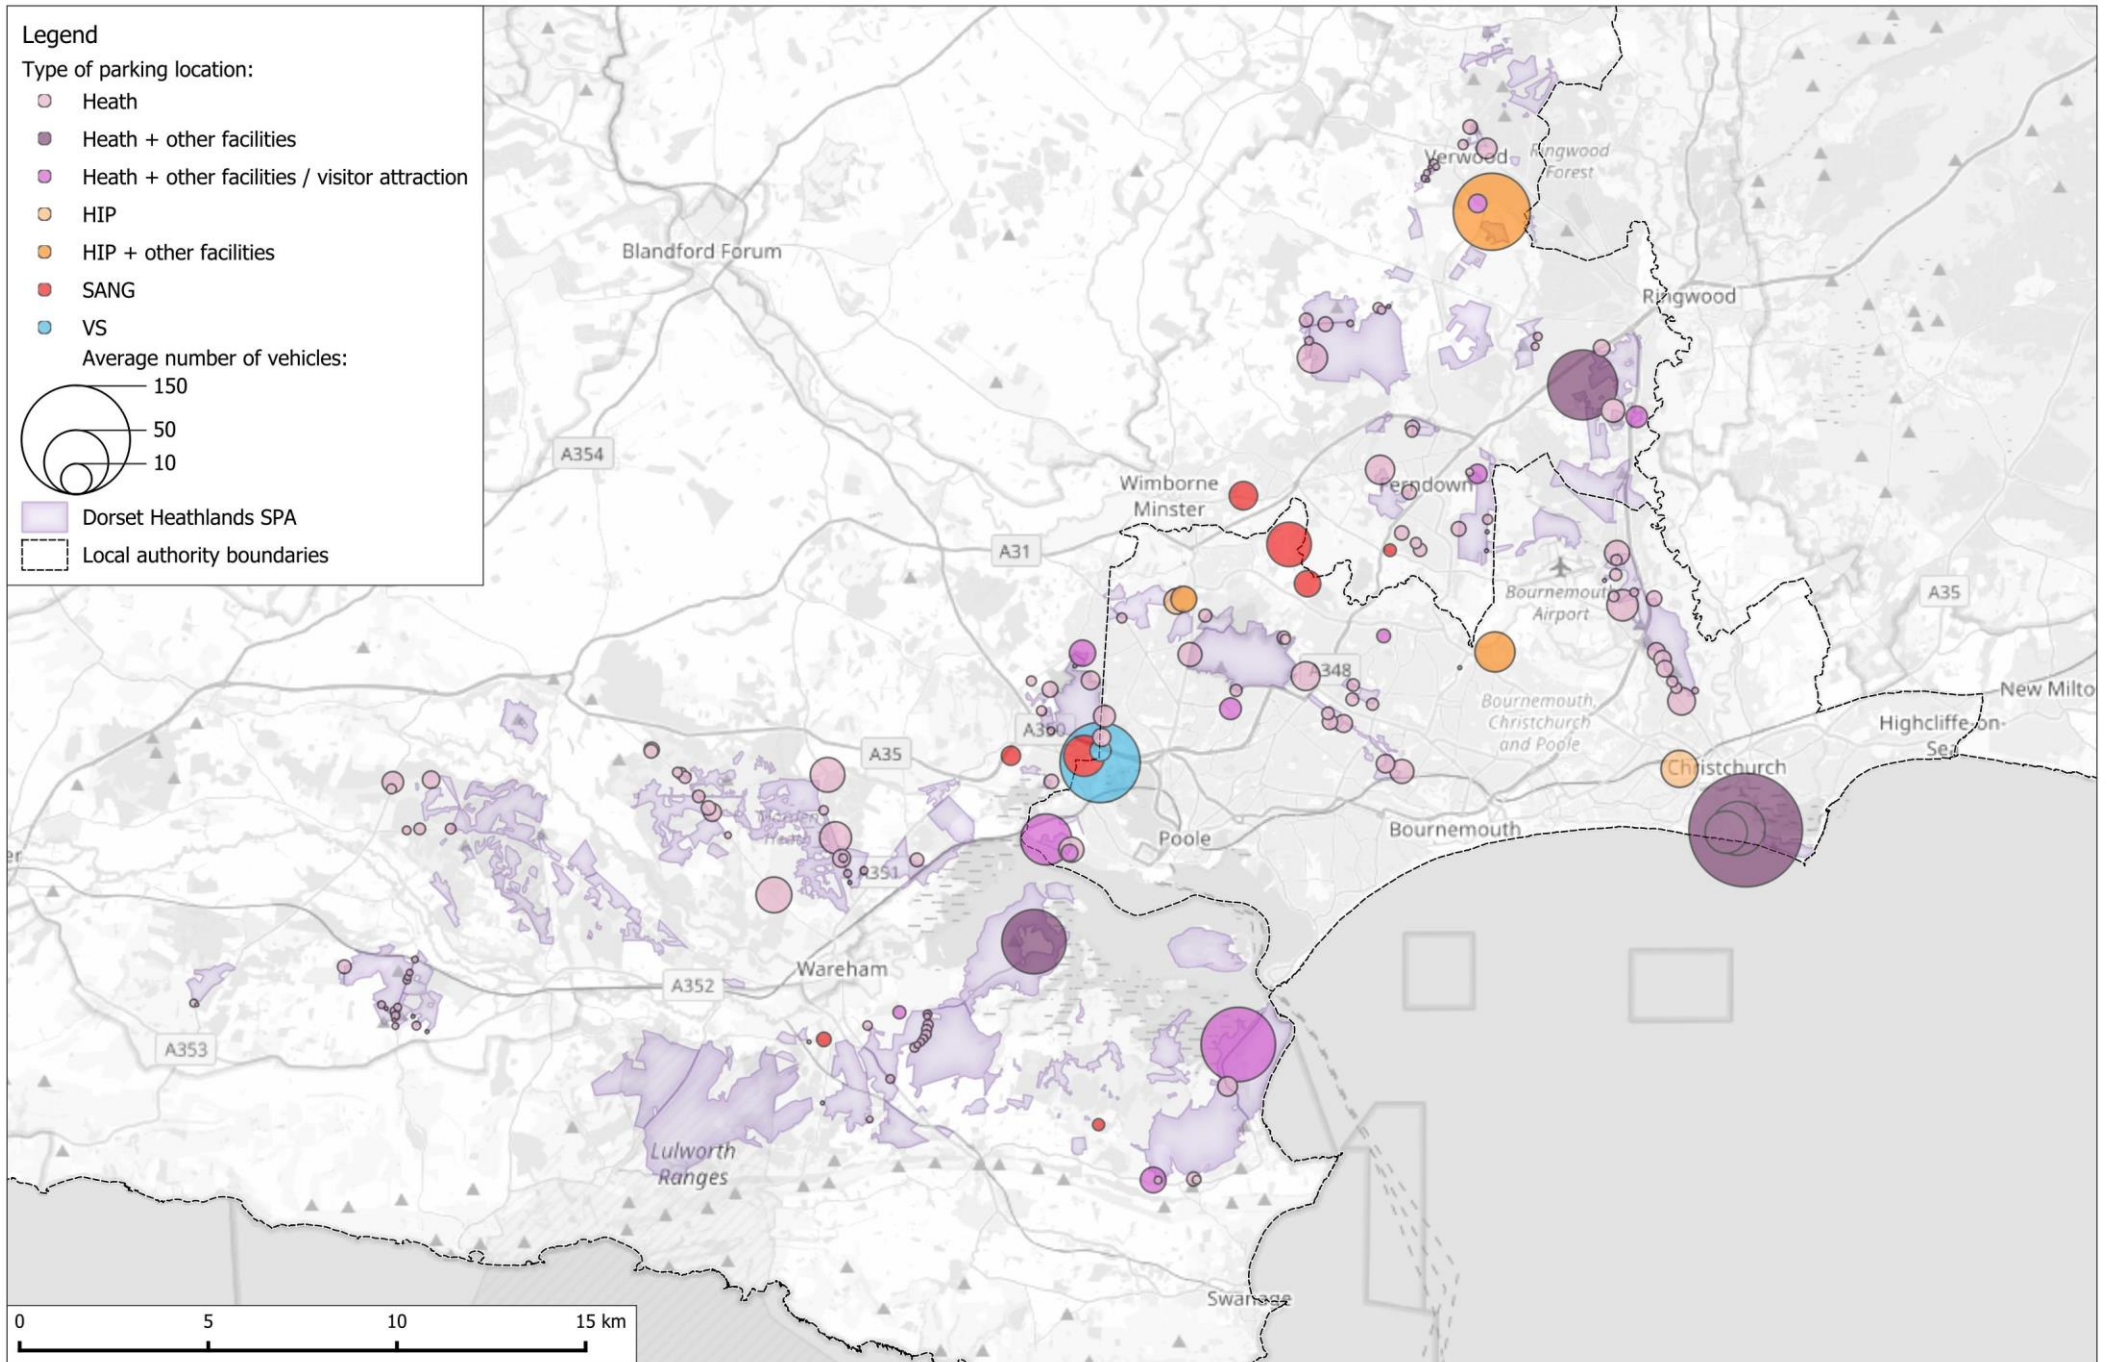 Legend
Type of parking location:
Heath
Heath + other facilities
Heath + other facilities / visitor attraction
HIP
HIP + other facilities
SANG
VS
Average number of vehicles:
150
50
10
Dorset Heathlands SPA
Local authority boundaries
Verwood
Ringwood
Forest
Blandford Forum
Ringwood
A354
Wimborne
Minster
Ferndown
A31
Bournemout
Airport
A35
A348
Bournemouth,
Christchurch
and Poole
New Milto
Highcliffe-on-
Sea
A350
A35
Christchurch
Poole
Bournemouth
er
A351
Wareham
A352
A353
Lulworth
Ranges
Swanage
0
5
10
15 km